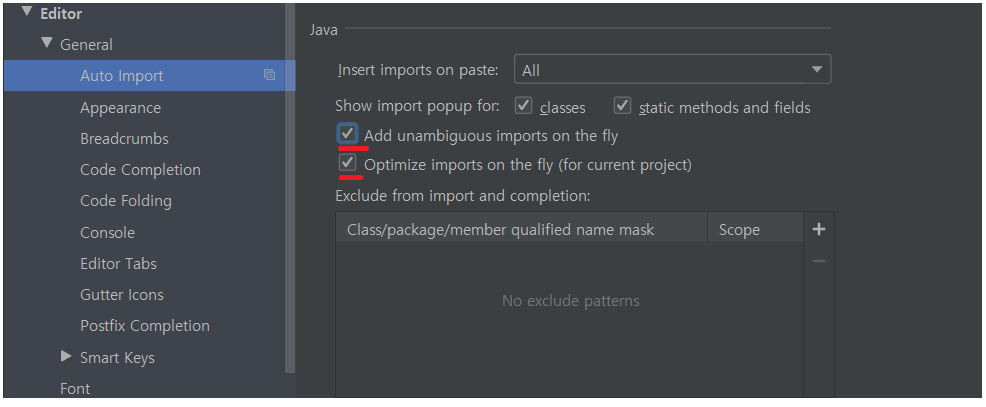 Editor
General
Auto Import
Appearance
Breadcrumbs
Code Completion
Code Folding
Console
Editor Tabs
Gutter Icons
Postfix Completion
Smart Keys
Font
Java
Insert imports on paste: All
Show import popup for: classes static methods and fields
Add unambiguous imports on the fly
Optimize imports on the fly (for current project)
Exclude from import and completion:
Class/package/member qualified name mask Scope
No exclude patterns